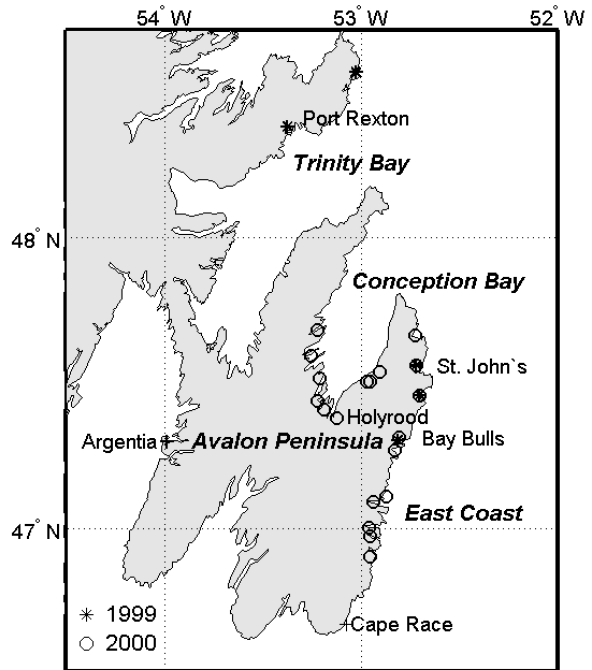 54° W 53° W 52° W
Port Rexton
Trinity Bay
48° N
Conception Bay
St. John`s
Holyrood
Argentia Avalon Peninsula Bay Bulls
East Coast
47° N
1999
2000
Cape Race